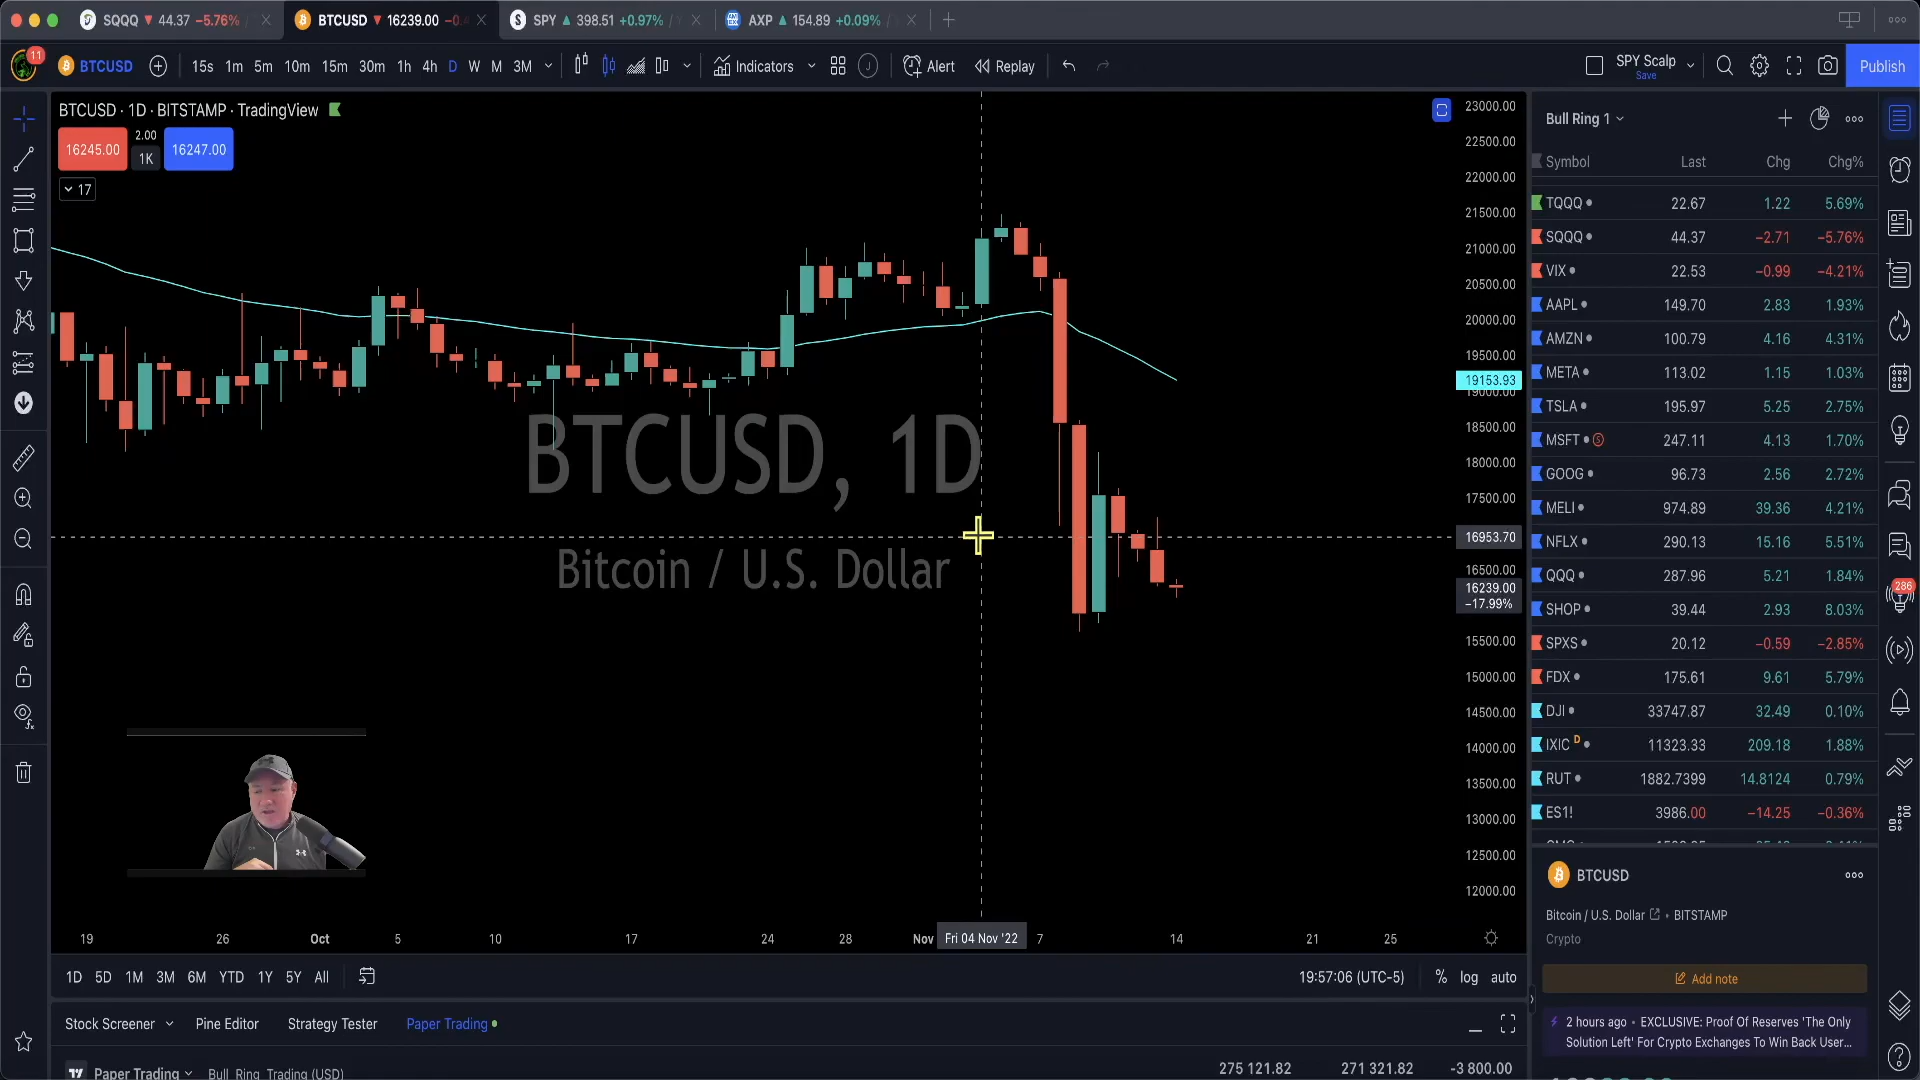 SQQQ ▼ 44.37 −5.76% /
BTCUSD ▼ 16239.00 −0.
SPY ▲ 398.51 +0.97% /
AXP ▲ 154.89 +0.09% /
11
BTCUSD
15s 1m 5m 10m 15m 30m 1h 4h D W M 3M
Indicators
J
Alert
Replay
SPY Scalp
Save
Publish
BTCUSD · 1D · BITSTAMP · TradingView
16245.00
2.00
1K
16247.00
17
BTCUSD, 1D
Bitcoin / U.S. Dollar
23000.00
22500.00
22000.00
21500.00
21000.00
20500.00
20000.00
19500.00
19153.93
19000.00
18500.00
18000.00
17500.00
16953.70
16500.00
16239.00
−17.99%
15500.00
15000.00
14500.00
14000.00
13500.00
13000.00
12500.00
12000.00
19 26 Oct 5 10 17 24 28 Nov Fri 04 Nov '22 7 14 21 25
1D 5D 1M 3M 6M YTD 1Y 5Y All
19:57:06 (UTC-5) % log auto
Stock Screener Pine Editor Strategy Tester Paper Trading
Paper Trading Bull_Ring_Trading (USD) 275 121.82 271 321.82 -3 800.00
Bull Ring 1
Symbol Last Chg Chg%
TQQQ 22.67 1.22 5.69%
SQQQ 44.37 −2.71 −5.76%
VIX 22.53 −0.99 −4.21%
AAPL 149.70 2.83 1.93%
AMZN 100.79 4.16 4.31%
META 113.02 1.15 1.03%
TSLA 195.97 5.25 2.75%
MSFT S 247.11 4.13 1.70%
GOOG 96.73 2.56 2.72%
MELI 974.89 39.36 4.21%
NFLX 290.13 15.16 5.51%
QQQ 287.96 5.21 1.84%
SHOP 39.44 2.93 8.03%
SPXS 20.12 −0.59 −2.85%
FDX 175.61 9.61 5.79%
DJI 33747.87 32.49 0.10%
IXIC D 11323.33 209.18 1.88%
RUT 1882.7399 14.8124 0.79%
ES1! 3986.00 −14.25 −0.36%
BTCUSD
Bitcoin / U.S. Dollar • BITSTAMP
Crypto
Add note
2 hours ago • EXCLUSIVE: Proof Of Reserves 'The Only
Solution Left' For Crypto Exchanges To Win Back User...
286